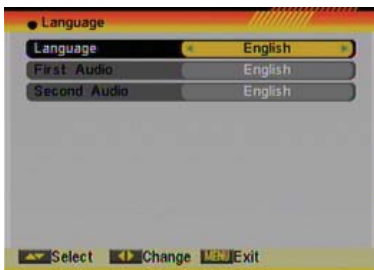 Language
Language English
First Audio English
Second Audio English
Select Change MENU Exit